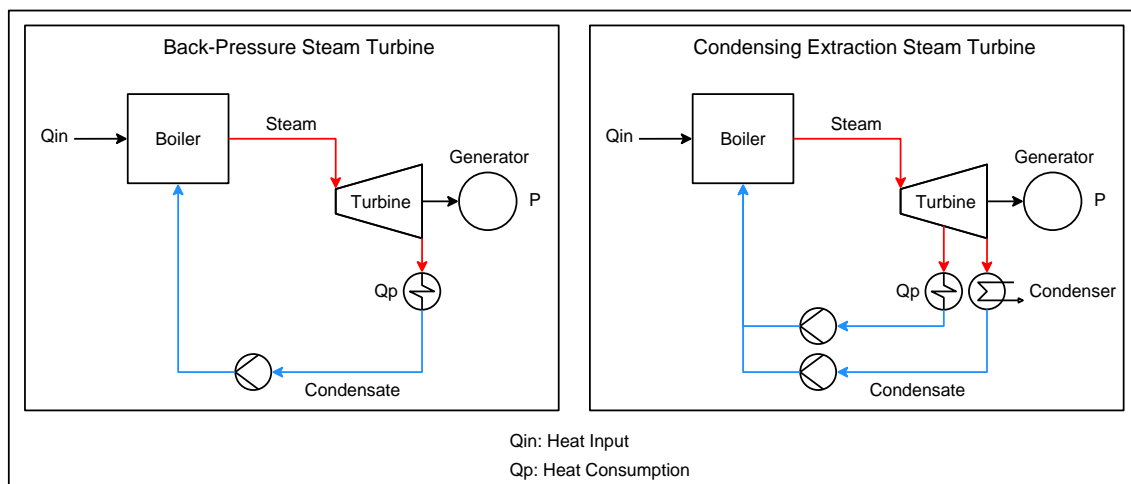 Back-Pressure Steam Turbine
Qin
Boiler
Steam
Generator
Turbine
P
Qp
Condensate
Condensing Extraction Steam Turbine
Qin
Boiler
Steam
Generator
Turbine
P
Qp
Condenser
Condensate
Qin: Heat Input
Qp: Heat Consumption